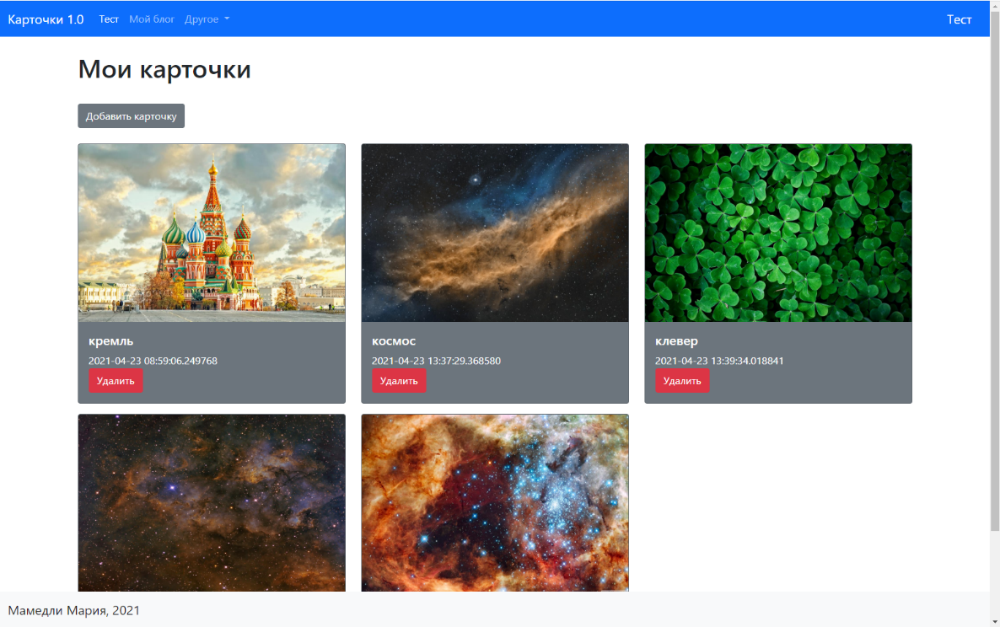 Карточки 1.0 Тест Мой блог Другое Тест
Мои карточки
Добавить карточку
кремль космос клевер
2021-04-23 08:59:06.249768 2021-04-23 13:37:29.368580 2021-04-23 13:39:34.018841
Удалить Удалить Удалить
Мамедли Мария, 2021